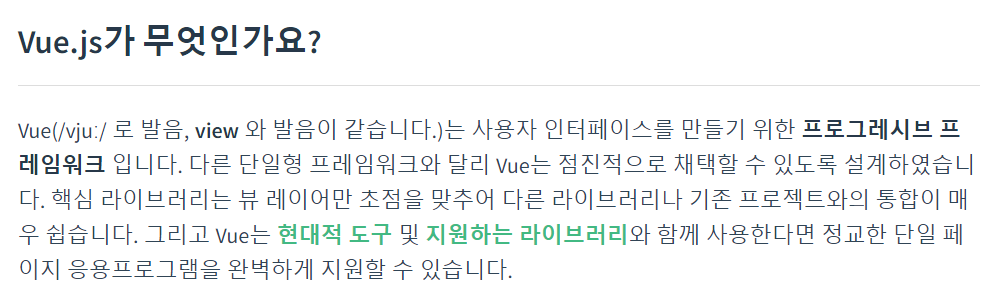 Vue.js가 무엇인가요?
Vue(/vjuː/ 로 발음, view 와 발음이 같습니다.)는 사용자 인터페이스를 만들기 위한 프로그레시브 프
레임워크 입니다. 다른 단일형 프레임워크와 달리 Vue는 점진적으로 채택할 수 있도록 설계하였습니
다. 핵심 라이브러리는 뷰 레이어만 초점을 맞추어 다른 라이브러리나 기존 프로젝트와의 통합이 매
우 쉽습니다. 그리고 Vue는 현대적 도구 및 지원하는 라이브러리와 함께 사용한다면 정교한 단일 페
이지 응용프로그램을 완벽하게 지원할 수 있습니다.